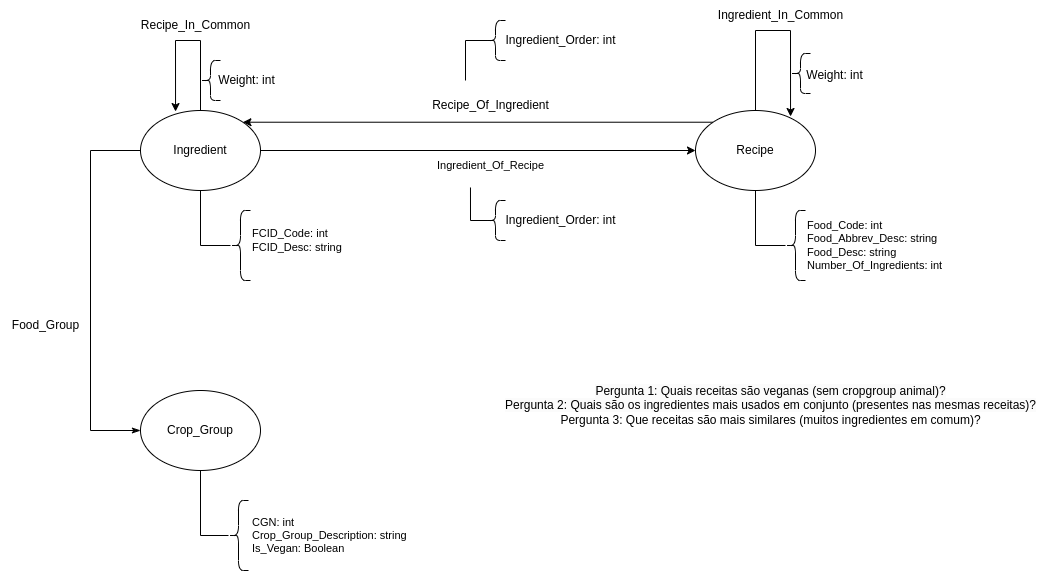 Recipe_In_Common
Weight: int
Ingredient_Order: int
Ingredient_In_Common
Weight: int
Recipe_Of_Ingredient
Ingredient
Recipe
Ingredient_Of_Recipe
Ingredient_Order: int
FCID_Code: int
FCID_Desc: string
Food_Code: int
Food_Abbrev_Desc: string
Food_Desc: string
Number_Of_Ingredients: int
Food_Group
Pergunta 1: Quais receitas são veganas (sem cropgroup animal)?
Pergunta 2: Quais são os ingredientes mais usados em conjunto (presentes nas mesmas receitas)?
Pergunta 3: Que receitas são mais similares (muitos ingredientes em comum)?
Crop_Group
CGN: int
Crop_Group_Description: string
Is_Vegan: Boolean